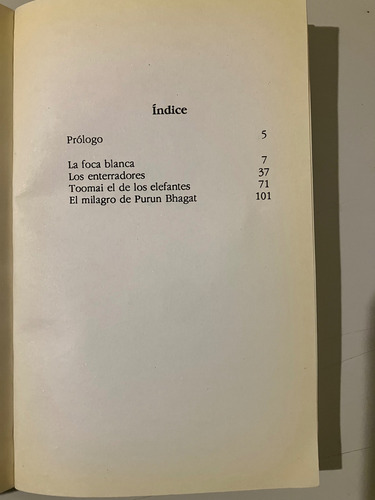 Índice
Prólogo 5
La foca blanca 7
Los enterradores 37
Toomai el de los elefantes 71
El milagro de Purun Bhagat 101